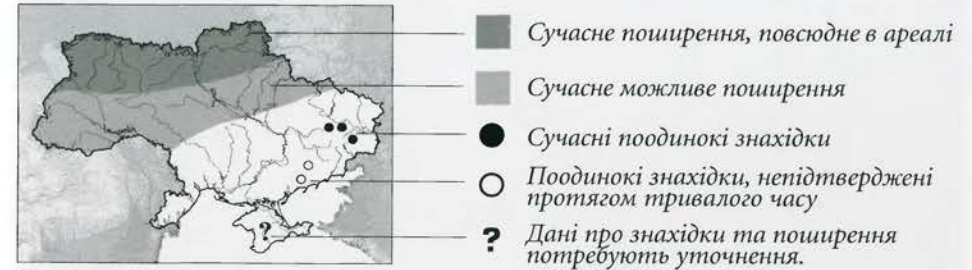 Сучасне поширення, повсюдне в ареалі
Сучасне можливе поширення
Сучасні поодинокі знахідки
Поодинокі знахідки, непідтверджені
протягом тривалого часу
? Дані про знахідки та поширення
потребують уточнення.
?